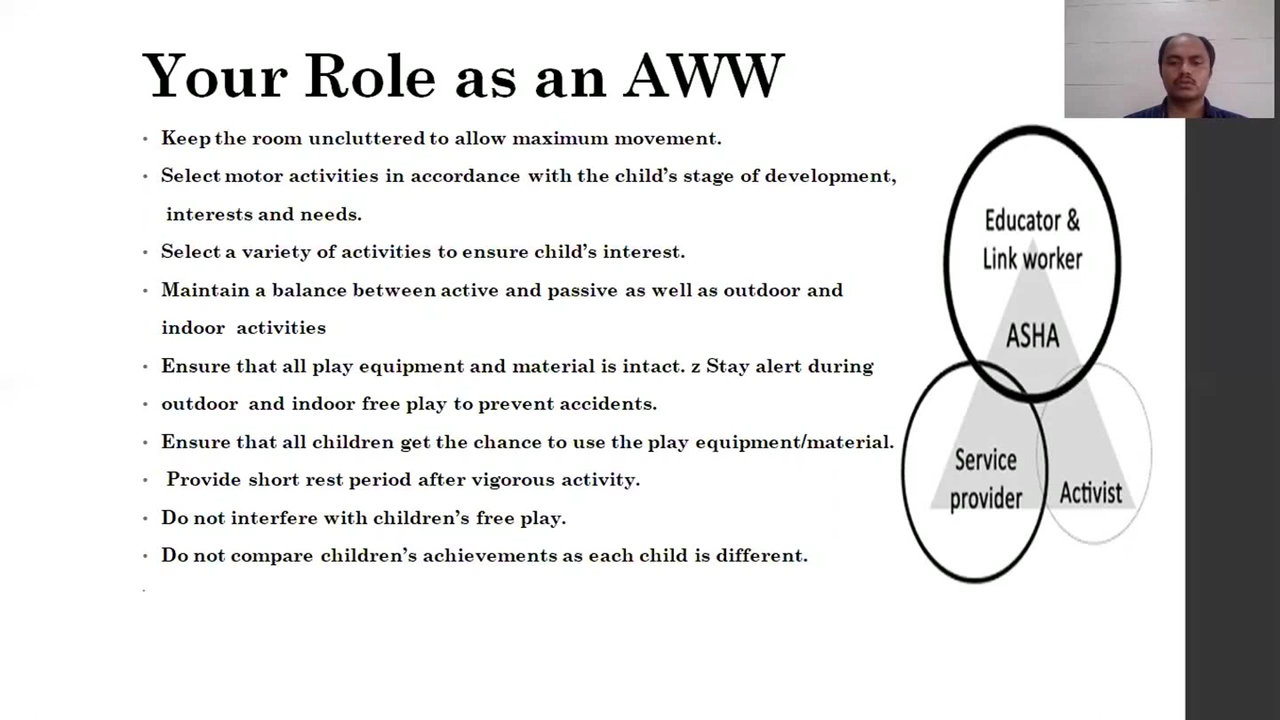 Your Role as an AWW
• Keep the room uncluttered to allow maximum movement.
• Select motor activities in accordance with the child's stage of development,
interests and needs.
• Select a variety of activities to ensure child's interest.
• Maintain a balance between active and passive as well as outdoor and
indoor activities
• Ensure that all play equipment and material is intact. z Stay alert during
• outdoor and indoor free play to prevent accidents.
• Ensure that all children get the chance to use the play equipment/material.
• Provide short rest period after vigorous activity.
• Do not interfere with children's free play.
• Do not compare children's achievements as each child is different.
Educator &
Link worker
ASHA
Service
provider
Activist